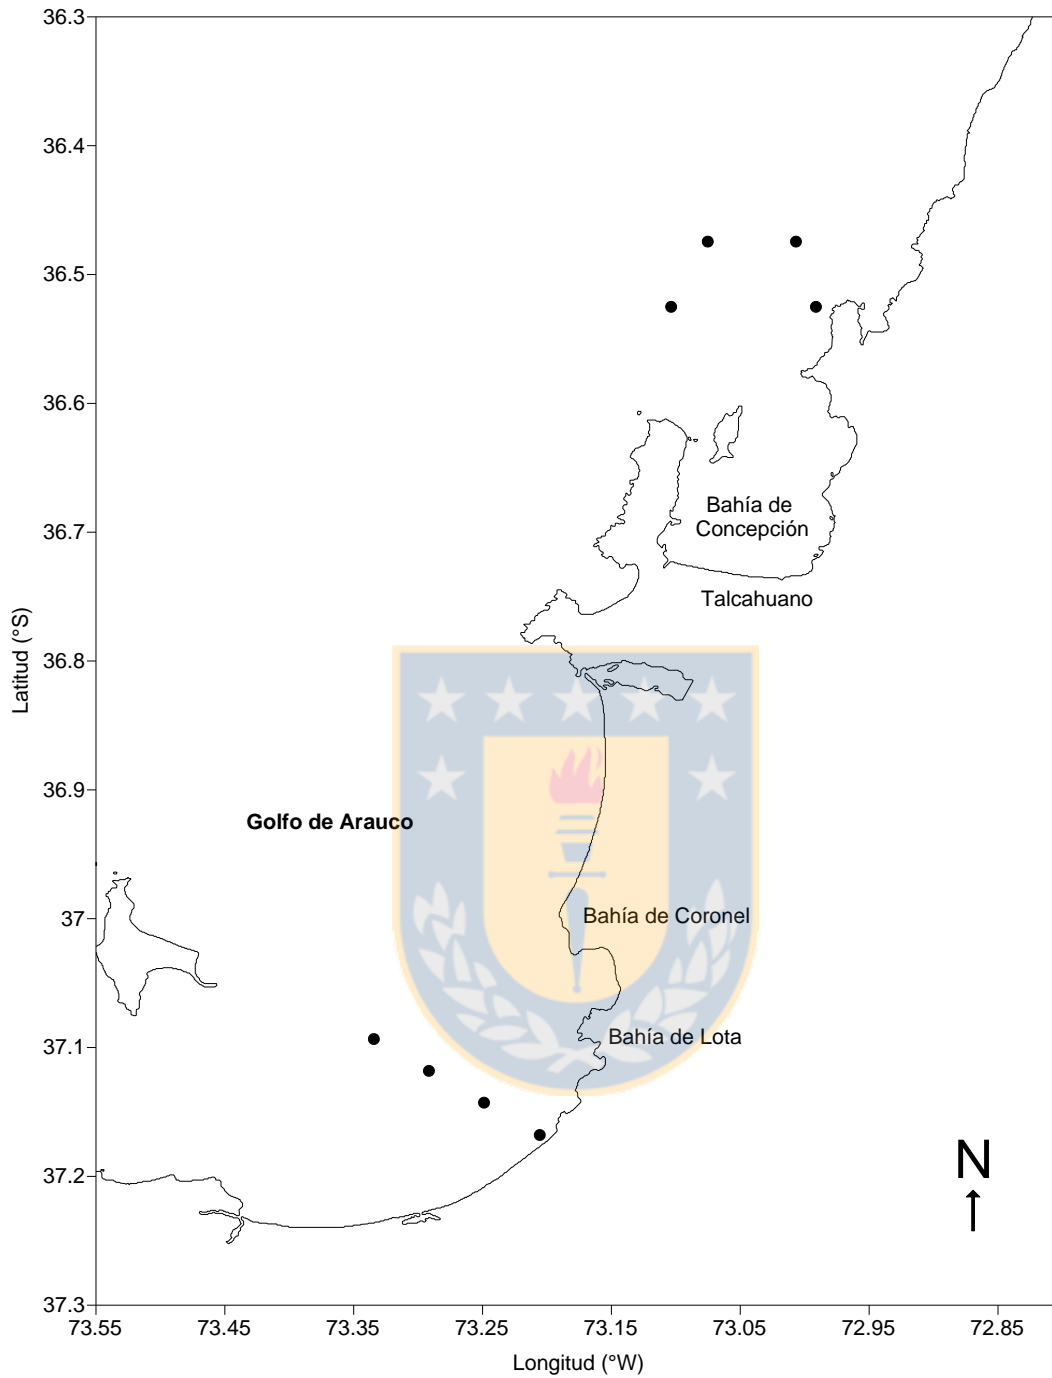 36.3
36.4
36.5
36.6
36.7
36.8
36.9
37
37.1
37.2
37.3
Latitud (°S)
Bahía de
Concepción
Talcahuano
Golfo de Arauco
Bahía de Coronel
Bahía de Lota
N
73.55 73.45 73.35 73.25 73.15 73.05 72.95 72.85
Longitud (°W)